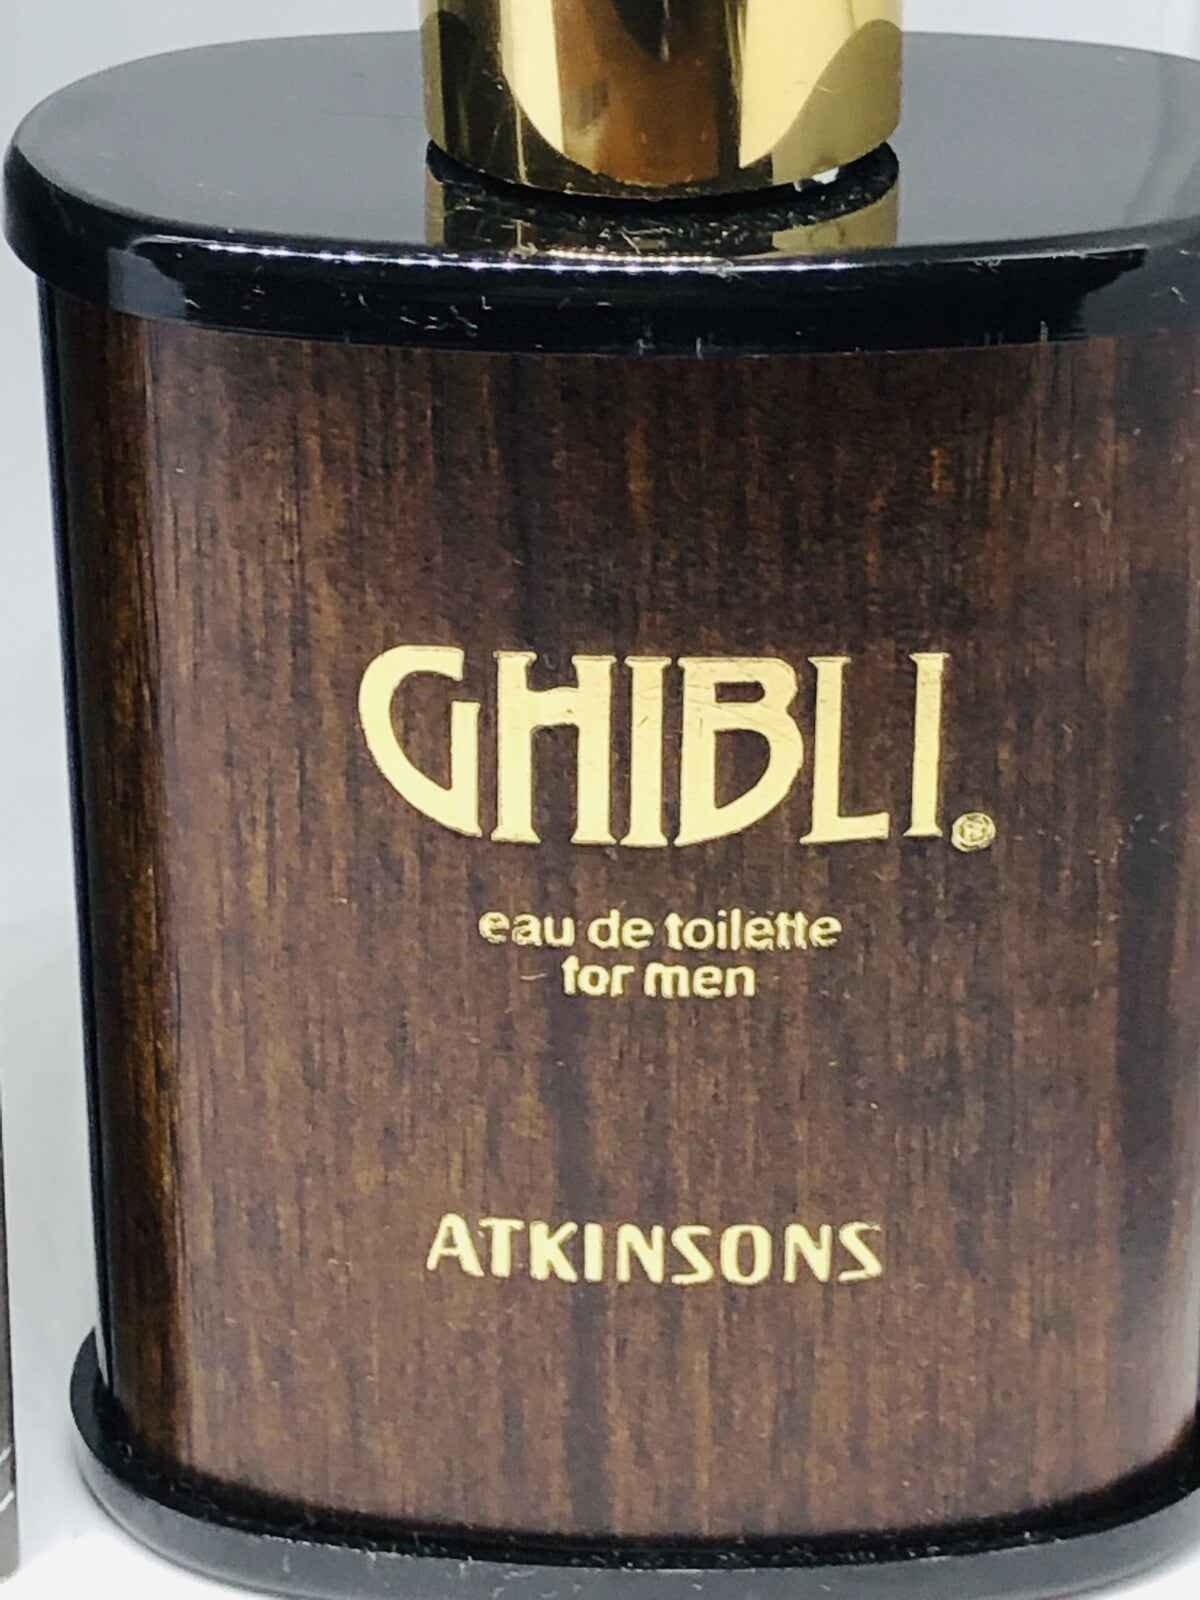 GHIBLI®
eau de toilette
for men
ATKINSONS